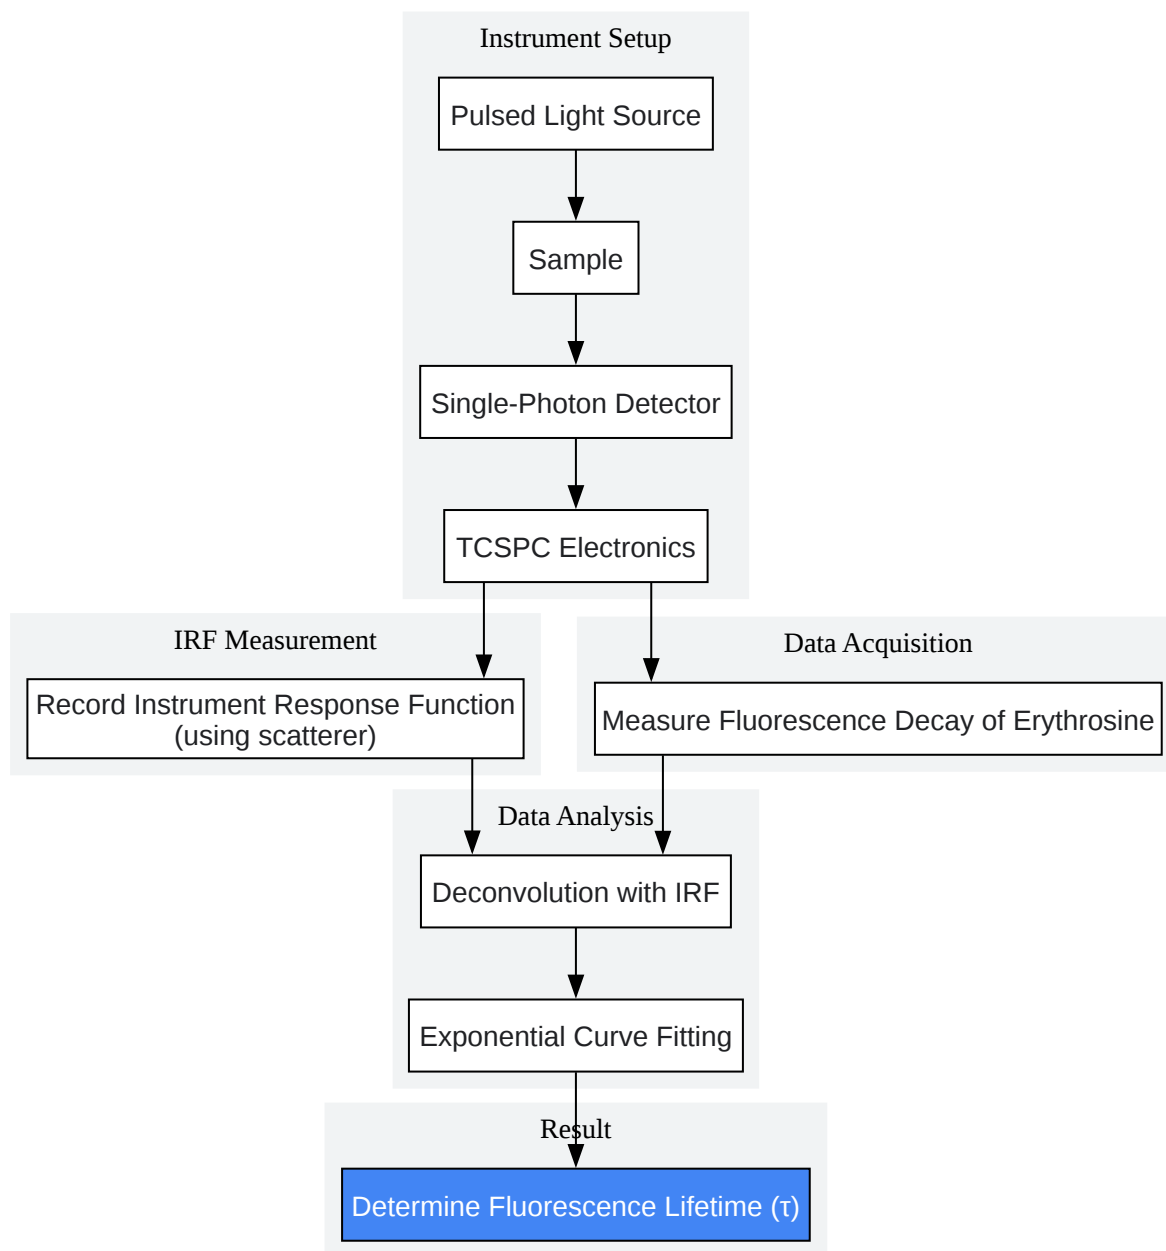 Instrument Setup
Pulsed Light Source
Sample
Single-Photon Detector
TCSPC Electronics
IRF Measurement
Record Instrument Response Function
(using scatterer)
Data Acquisition
Measure Fluorescence Decay of Erythrosine
Data Analysis
Deconvolution with IRF
Exponential Curve Fitting
Result
Determine Fluorescence Lifetime (τ)